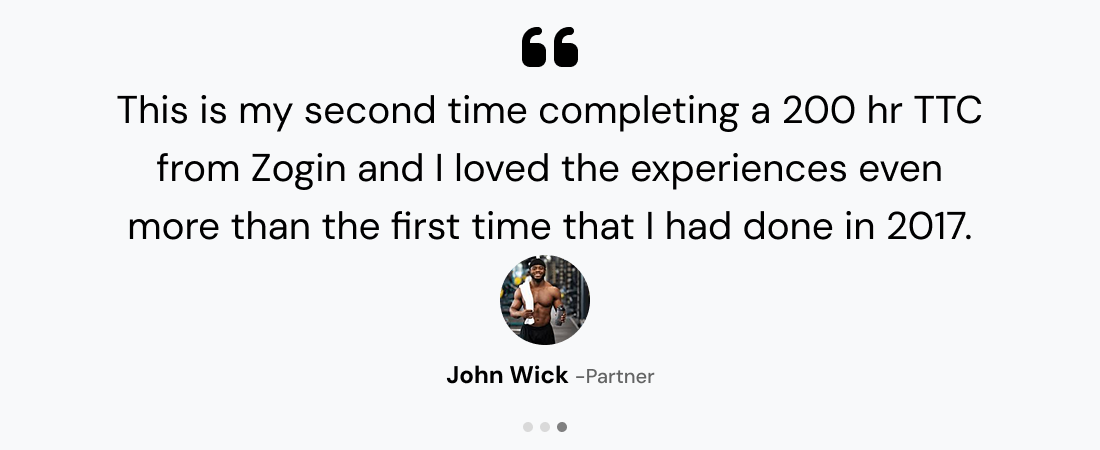 ❝
This is my second time completing a 200 hr TTC
from Zogin and I loved the experiences even
more than the first time that I had done in 2017.
John Wick -Partner